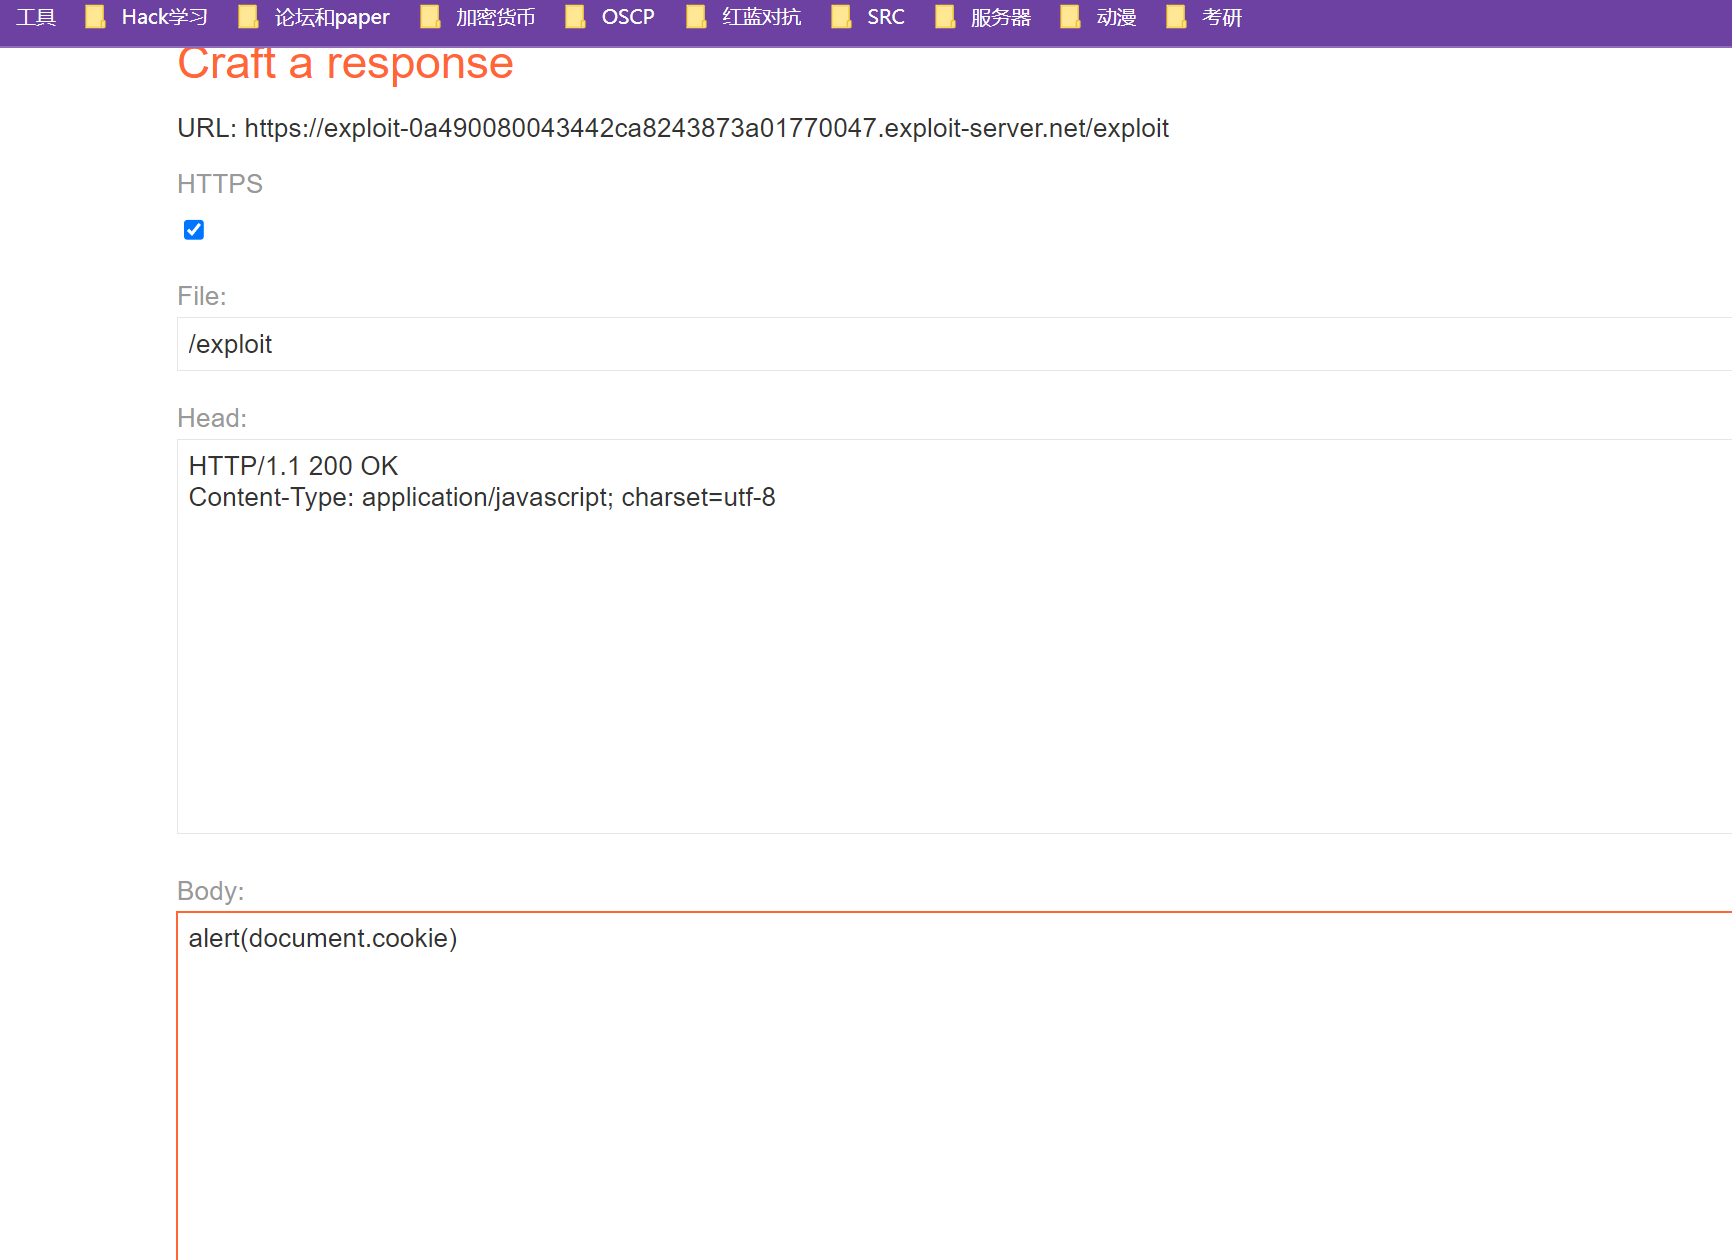 工具 Hack学习 论坛和paper 加密货币 OSCP 红蓝对抗 SRC 服务器 动漫 考研
Craft a response
URL: https://exploit-0a490080043442ca8243873a01770047.exploit-server.net/exploit
HTTPS
File:
/exploit
Head:
HTTP/1.1 200 OK
Content-Type: application/javascript; charset=utf-8
Body:
alert(document.cookie)